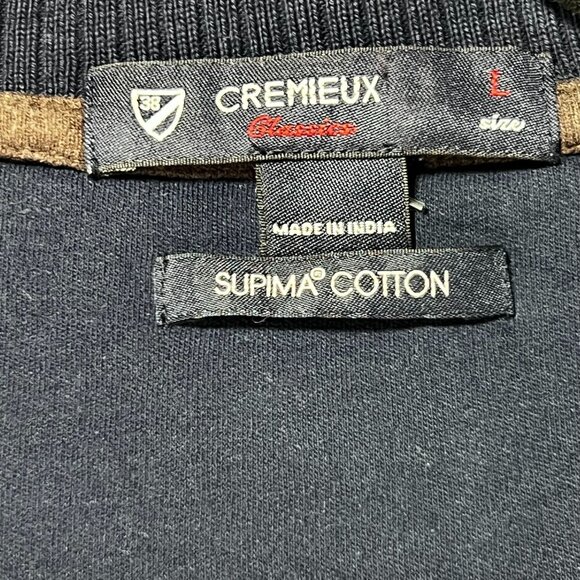 38
CREMIEUX
Classics
L
size
MADE IN INDIA
SUPIMA® COTTON